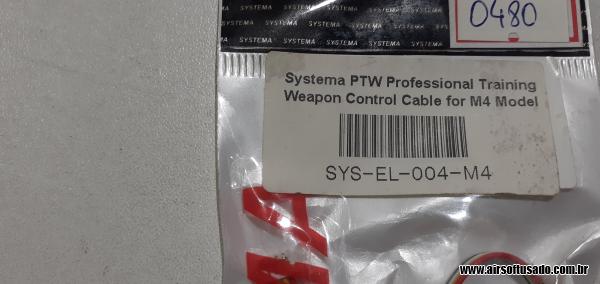 SYSTEMA SYSTEMA SYSTEMA SYSTEMA SYSTEMA
0480
Systema PTW Professional Training
Weapon Control Cable for M4 Model
SYS-EL-004-M4
www.airsoftusado.com.br